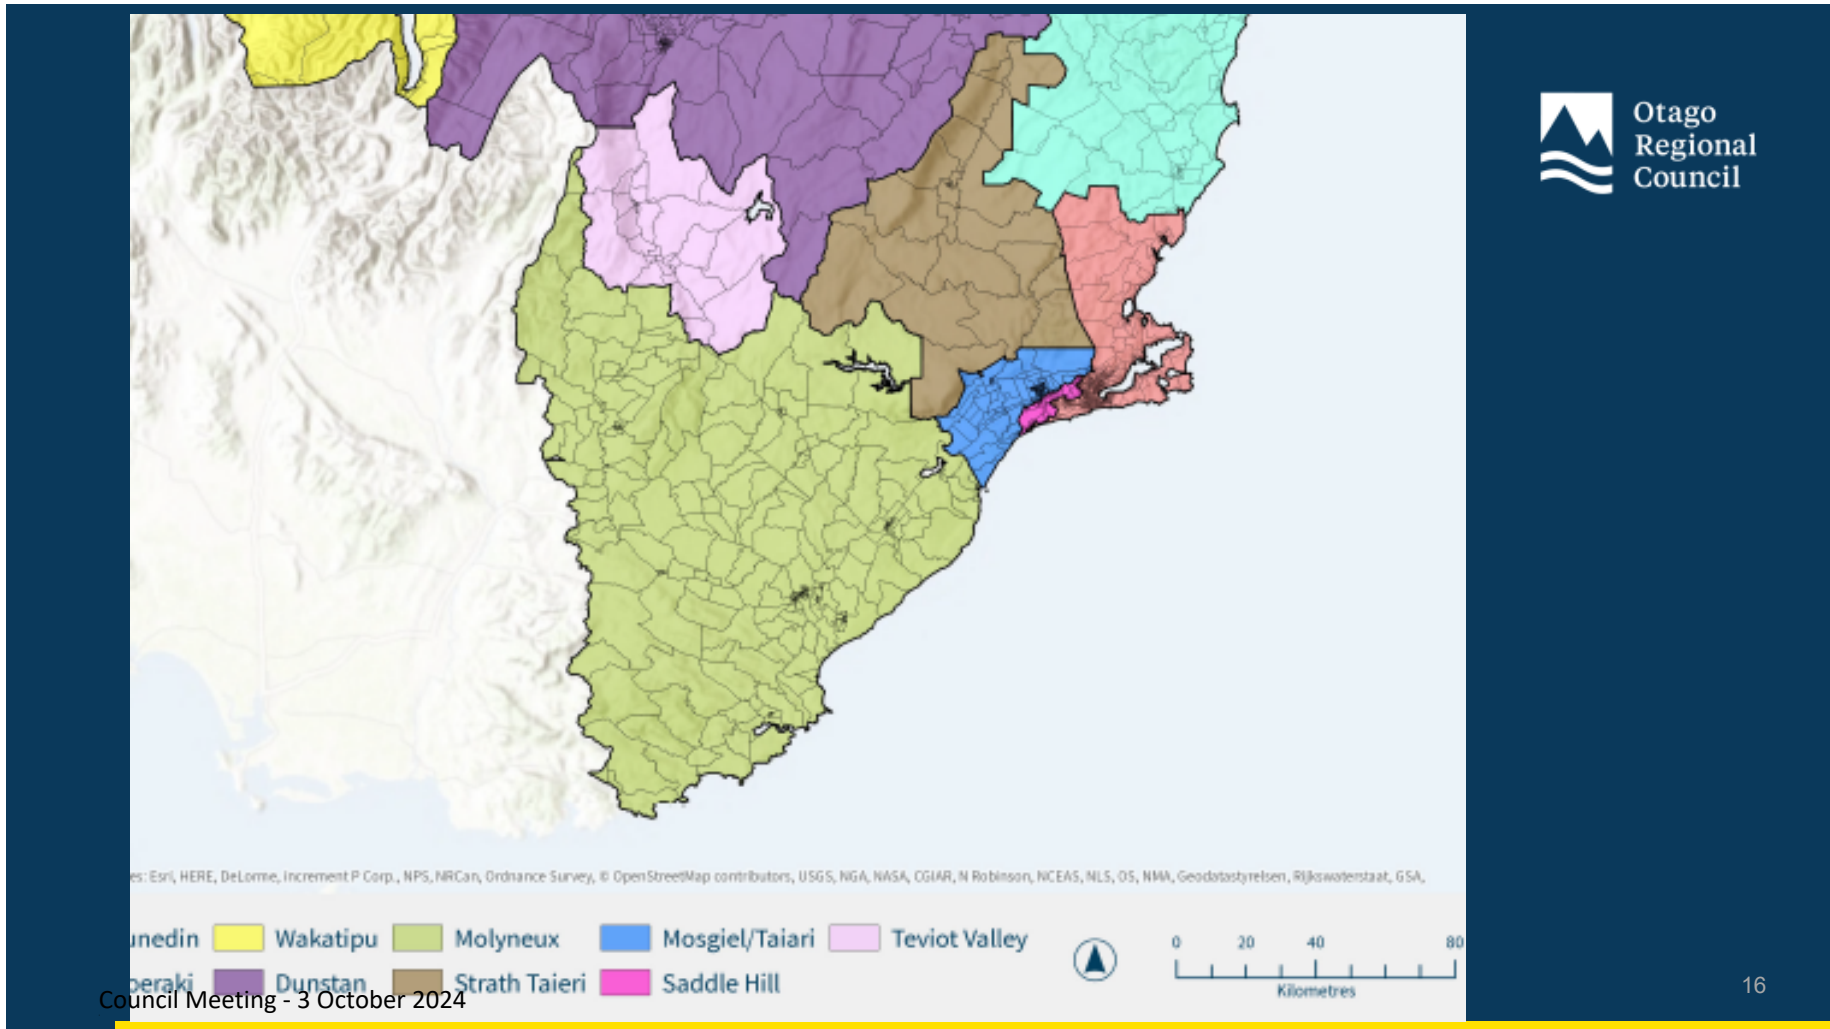 Otago
Regional
Council
es: Esri, HERE, DeLorme, increment P Corp., NPS, NRCan, Ordnance Survey, © OpenStreetMap contributors, USGS, NGA, NASA, CGIAR, N Robinson, NCEAS, NLS, OS, NMA, Geodatastyrelsen, Rijkswaterstaat, GSA,
unedin Wakatipu Molyneux Mosgiel/Taiari Teviot Valley
0 20 40 80
oeraki Dunstan Strath Taieri Saddle Hill
Kilometres
Council Meeting - 3 October 2024
16